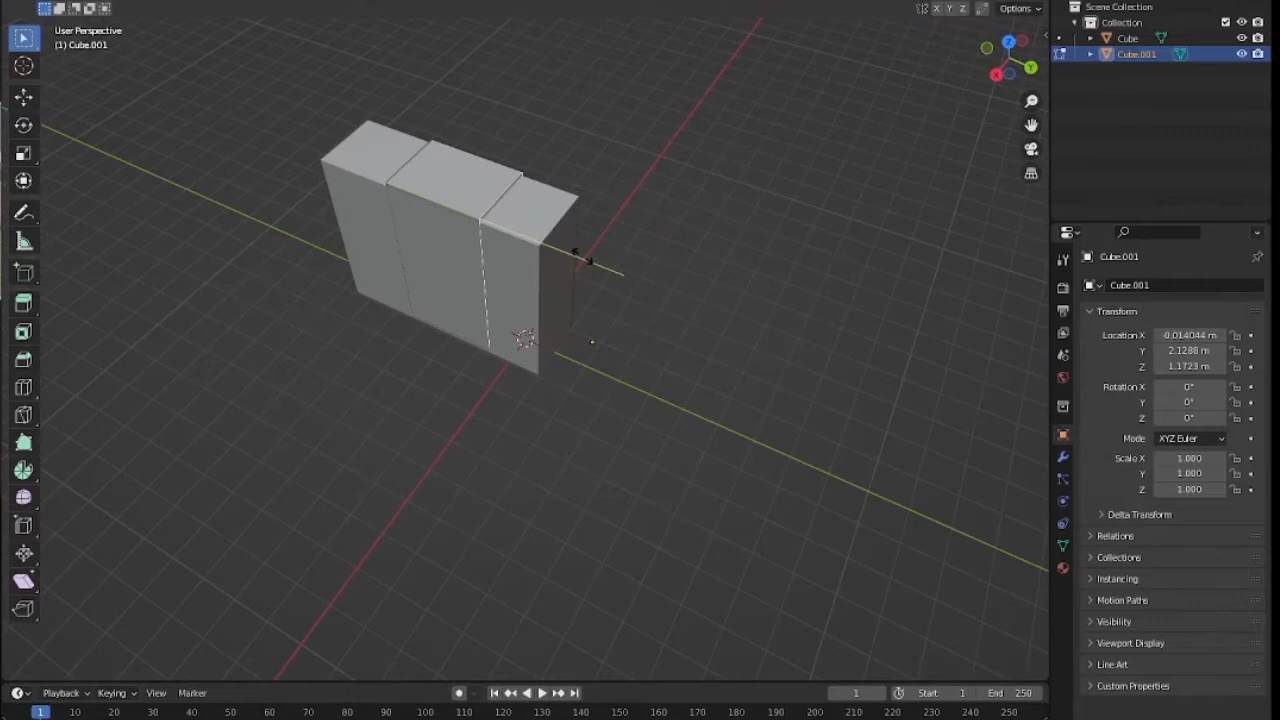 X Y Z
Options
User Perspective
(1) Cube.001
Z
Y
X
Scene Collection
Collection
Cube
Cube.001
Cube.001
Cube.001
Transform
Location X -0.014044 m
Y 2.1288 m
Z 1.1723 m
Rotation X 0°
Y 0°
Z 0°
Mode XYZ Euler
Scale X 1.000
Y 1.000
Z 1.000
Delta Transform
Relations
Collections
Instancing
Motion Paths
Visibility
Viewport Display
Line Art
Custom Properties
Playback Keying View Marker 1 Start 1 End 250
1 10 20 30 40 50 60 70 80 90 100 110 120 130 140 150 160 170 180 190 200 210 220 230 240 250